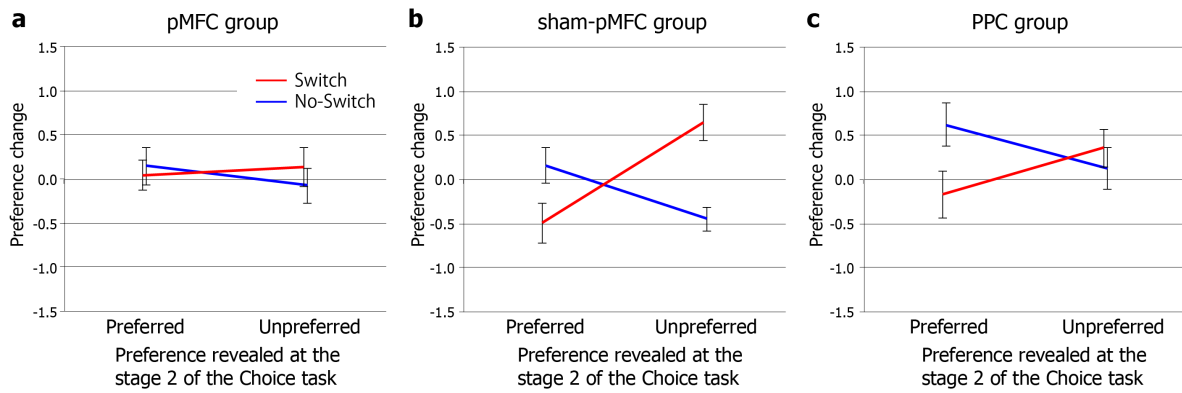 a
pMFC group
Preference change
1.5
1.0
0.5
0.0
-0.5
-1.0
-1.5
Switch
No-Switch
Preferred
Unpreferred
Preference revealed at the
stage 2 of the Choice task
b
sham-pMFC group
Preference change
1.5
1.0
0.5
0.0
-0.5
-1.0
-1.5
Preferred
Unpreferred
Preference revealed at the
stage 2 of the Choice task
c
PPC group
Preference change
1.5
1.0
0.5
0.0
-0.5
-1.0
-1.5
Preferred
Unpreferred
Preference revealed at the
stage 2 of the Choice task